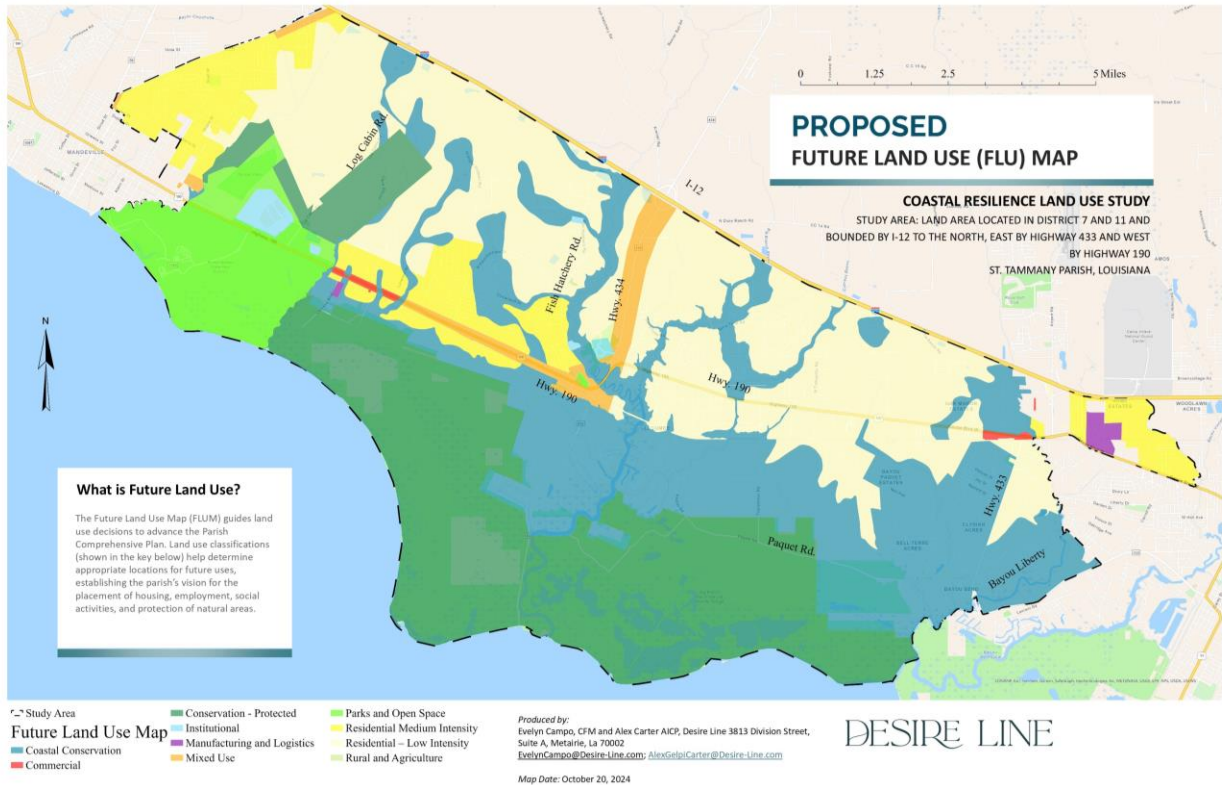 0 1.25 2.5 5 Miles
PROPOSED
FUTURE LAND USE (FLU) MAP
COASTAL RESILIENCE LAND USE STUDY
STUDY AREA: LAND AREA LOCATED IN DISTRICT 7 AND 11 AND
BOUNDED BY I-12 TO THE NORTH, EAST BY HIGHWAY 433 AND WEST
BY HIGHWAY 190
ST. TAMMANY PARISH, LOUISIANA
MANDEVILLE
Log Cabin Rd.
I-12
Fish Hatchery Rd.
Hwy. 434
Hwy. 190
Hwy. 190
Hwy. 433
Paquet Rd.
Bayou Liberty
WOODLAWN
ACRES
N
What is Future Land Use?
The Future Land Use Map (FLUM) guides land
use decisions to advance the Parish
Comprehensive Plan. Land use classifications
(shown in the key below) help determine
appropriate locations for future uses,
establishing the parish's vision for the
placement of housing, employment, social
activities, and protection of natural areas.
Study Area
Future Land Use Map
Coastal Conservation
Commercial
Conservation - Protected
Institutional
Manufacturing and Logistics
Mixed Use
Parks and Open Space
Residential Medium Intensity
Residential – Low Intensity
Rural and Agriculture
Produced by:
Evelyn Campo, CFM and Alex Carter AICP, Desire Line 3813 Division Street,
Suite A, Metairie, La 70002
EvelynCampo@Desire-Line.com; AlexGelpiCarter@Desire-Line.com
Map Date: October 20, 2024
DESIRE LINE